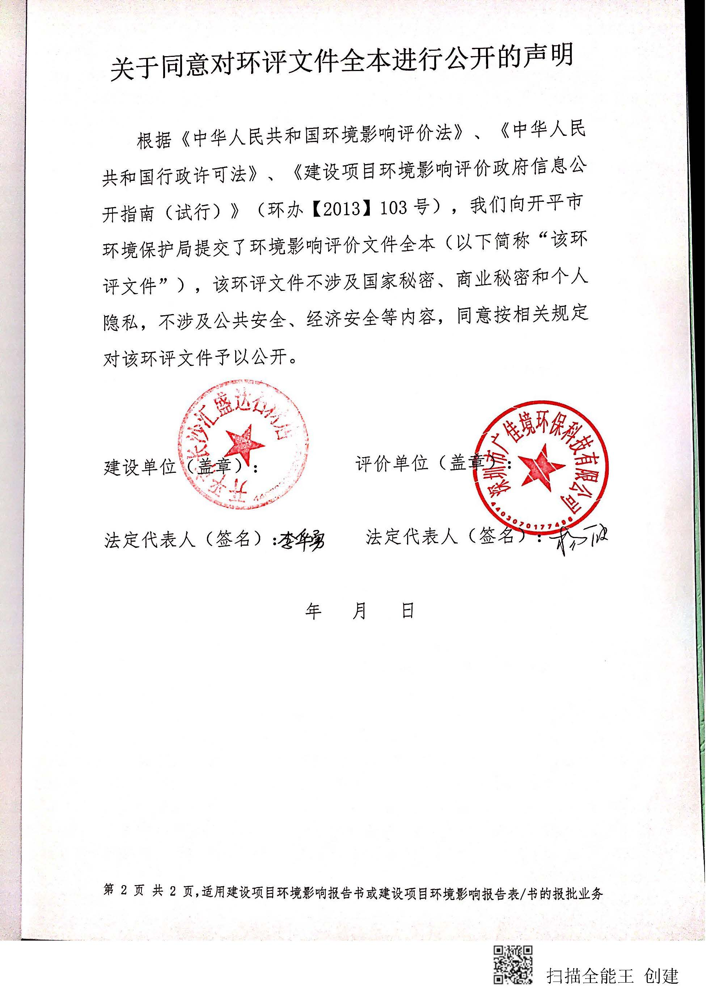 关于同意对环评文件全本进行公开的声明
根据《中华人民共和国环境影响评价法》、《中华人民
共和国行政许可法》、《建设项目环境影响评价政府信息公
开指南（试行）》（环办【2013】103号），我们向开平市
环境保护局提交了环境影响评价文件全本（以下简称“该环
评文件”），该环评文件不涉及国家秘密、商业秘密和个人
隐私，不涉及公共安全、经济安全等内容，同意按相关规定
对该环评文件予以公开。
开平市长沙汇盛达石材店
深圳市广佳境环保科技有限公司
4403070177496
建设单位（盖章）：
评价单位（盖章）：
法定代表人（签名）:李华勇
法定代表人（签名）：
年 月 日
第 2 页 共 2 页,适用建设项目环境影响报告书或建设项目环境影响报告表/书的报批业务
扫描全能王 创建